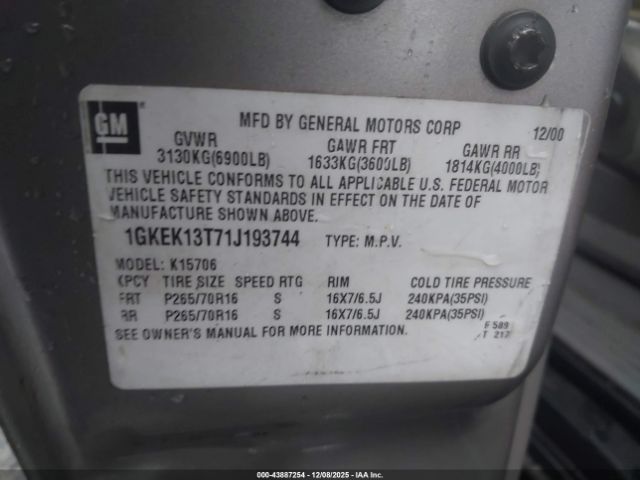 GM
MFD BY GENERAL MOTORS CORP 12/00
GVWR GAWR FRT GAWR RR
3130KG(6900LB) 1633KG(3600LB) 1814KG(4000LB)
THIS VEHICLE CONFORMS TO ALL APPLICABLE U.S. FEDERAL MOTOR
VEHICLE SAFETY STANDARDS IN EFFECT ON THE DATE OF
MANUFACTURE SHOWN ABOVE.
1GKEK13T71J193744 TYPE: M.P.V.
MODEL: K15706
TIRE SIZE SPEED RTG RIM COLD TIRE PRESSURE
FRT P265/70R16 S 16X7/6.5J 240KPA(35PSI)
RR P265/70R16 S 16X7/6.5J 240KPA(35PSI)
SEE OWNER'S MANUAL FOR MORE INFORMATION.
F 589
T 217
000-43887254 - 12/08/2025 - IAA Inc.